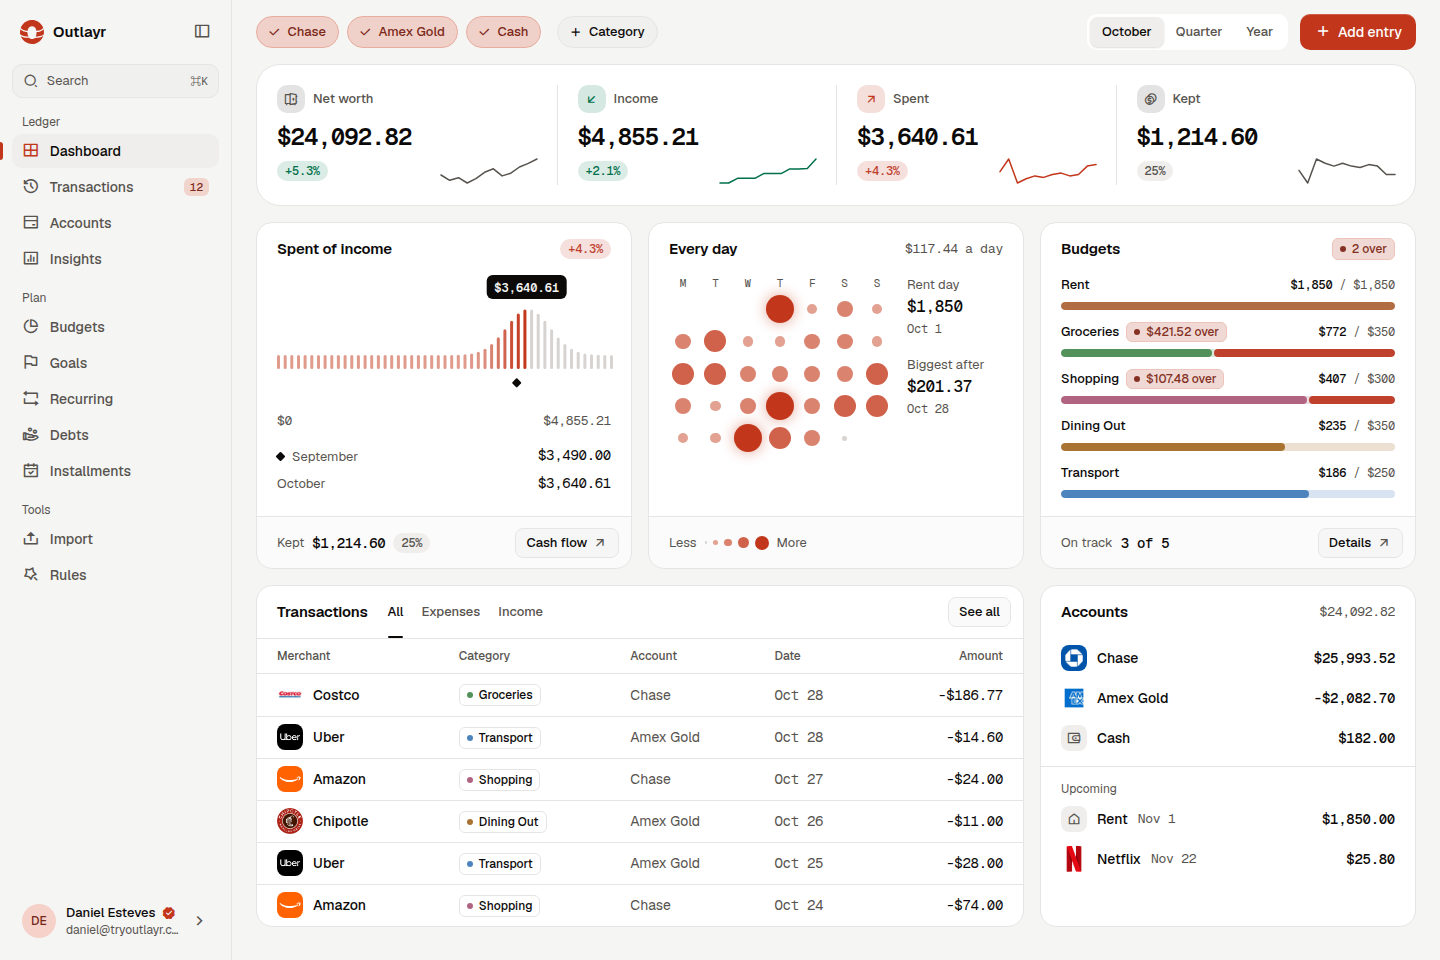 Outlayr
Search ⌘K
Ledger
Dashboard
Transactions 12
Accounts
Insights
Plan
Budgets
Goals
Recurring
Debts
Installments
Tools
Import
Rules
DE
Daniel Esteves
daniel@tryoutlayr.c...
Chase Amex Gold Cash + Category
October Quarter Year + Add entry
Net worth
$24,092.82
+5.3%
Income
$4,855.21
+2.1%
Spent
$3,640.61
+4.3%
Kept
$1,214.60
25%
Spent of income +4.3%
$3,640.61
$0 $4,855.21
September $3,490.00
October $3,640.61
Kept $1,214.60 25% Cash flow
Every day $117.44 a day
M T W T F S S
Rent day
$1,850
Oct 1
Biggest after
$201.37
Oct 28
Less More
Budgets 2 over
Rent $1,850 / $1,850
Groceries $421.52 over $772 / $350
Shopping $107.48 over $407 / $300
Dining Out $235 / $350
Transport $186 / $250
On track 3 of 5 Details
Transactions All Expenses Income See all
Merchant Category Account Date Amount
Costco Costco Groceries Chase Oct 28 -$186.77
Uber Uber Transport Amex Gold Oct 28 -$14.60
Amazon Shopping Chase Oct 27 -$24.00
Chipotle Dining Out Amex Gold Oct 26 -$11.00
Uber Uber Transport Amex Gold Oct 25 -$28.00
Amazon Shopping Chase Oct 24 -$74.00
Accounts $24,092.82
Chase $25,993.52
Amex Gold -$2,082.70
Cash $182.00
Upcoming
Rent Nov 1 $1,850.00
Netflix Nov 22 $25.80